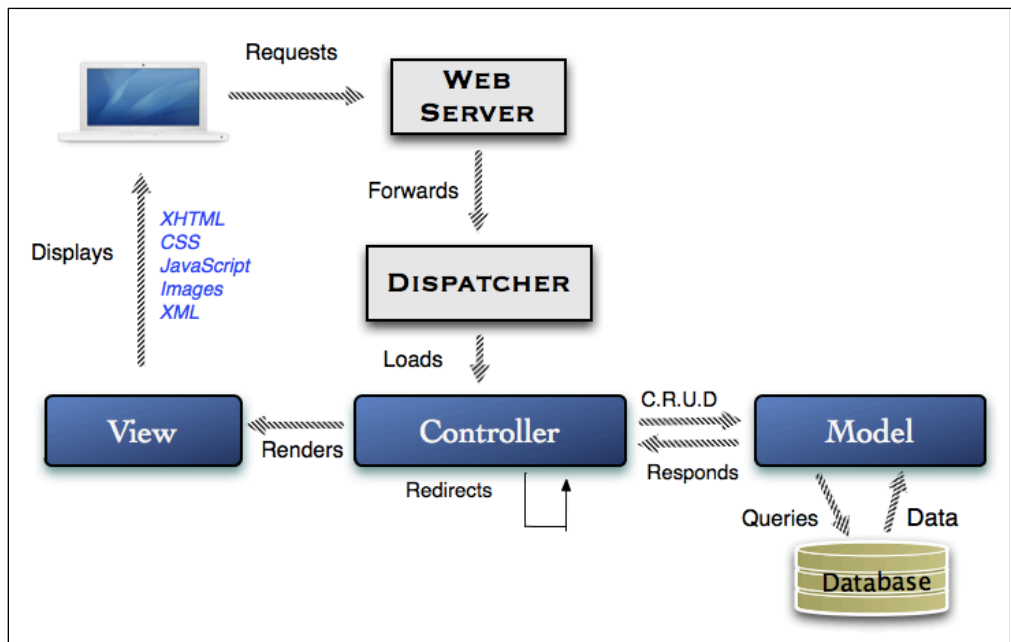 Requests
WEB
SERVER
Forwards
XHTML
CSS
JavaScript
Images
XML
Displays
DISPATCHER
Loads
View
Renders
Controller
C.R.U.D
Responds
Model
Redirects
Queries
Data
Database